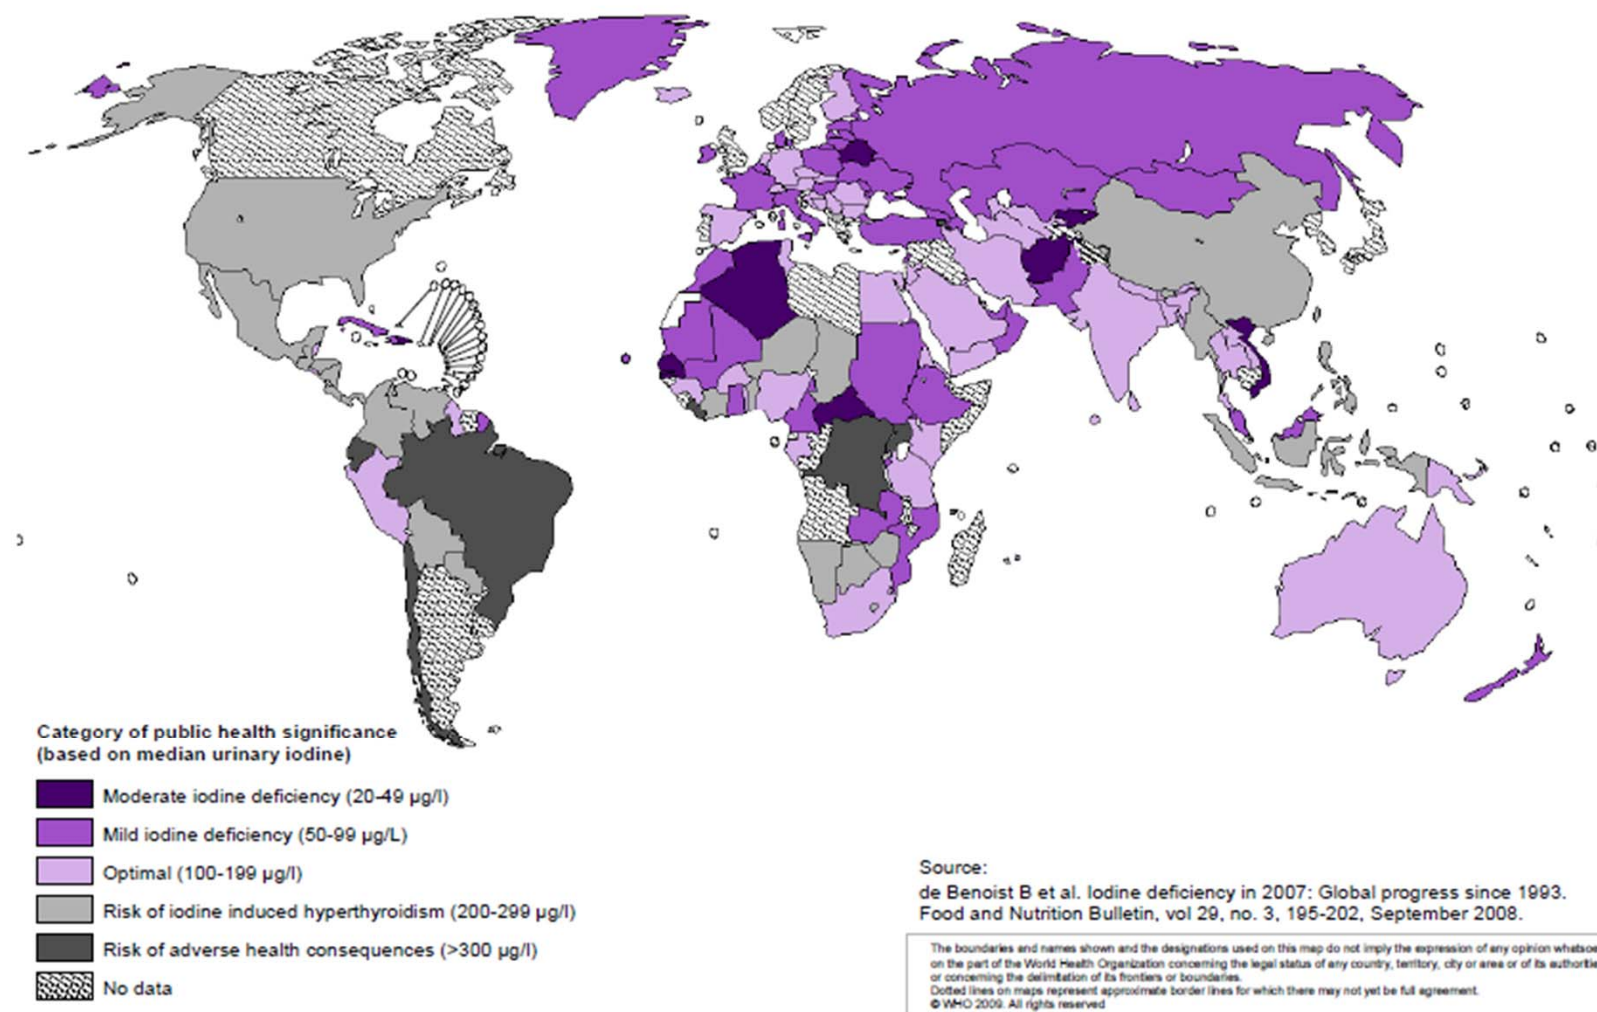 Category of public health significance
(based on median urinary iodine)
Moderate iodine deficiency (20-49 µg/l)
Mild iodine deficiency (50-99 µg/L)
Optimal (100-199 µg/l)
Risk of iodine induced hyperthyroidism (200-299 µg/l)
Risk of adverse health consequences (>300 µg/l)
No data
Source:
de Benoist B et al. Iodine deficiency in 2007: Global progress since 1993.
Food and Nutrition Bulletin, vol 29, no. 3, 195-202, September 2008.
The boundaries and names shown and the designations used on this map do not imply the expression of any opinion whatsoe
on the part of the World Health Organization concerning the legal status of any country, territory, city or area or of its authoritie
or concerning the delimitation of its frontiers or boundaries.
Dotted lines on maps represent approximate border lines for which there may not yet be full agreement.
© WHO 2009. All rights reserved